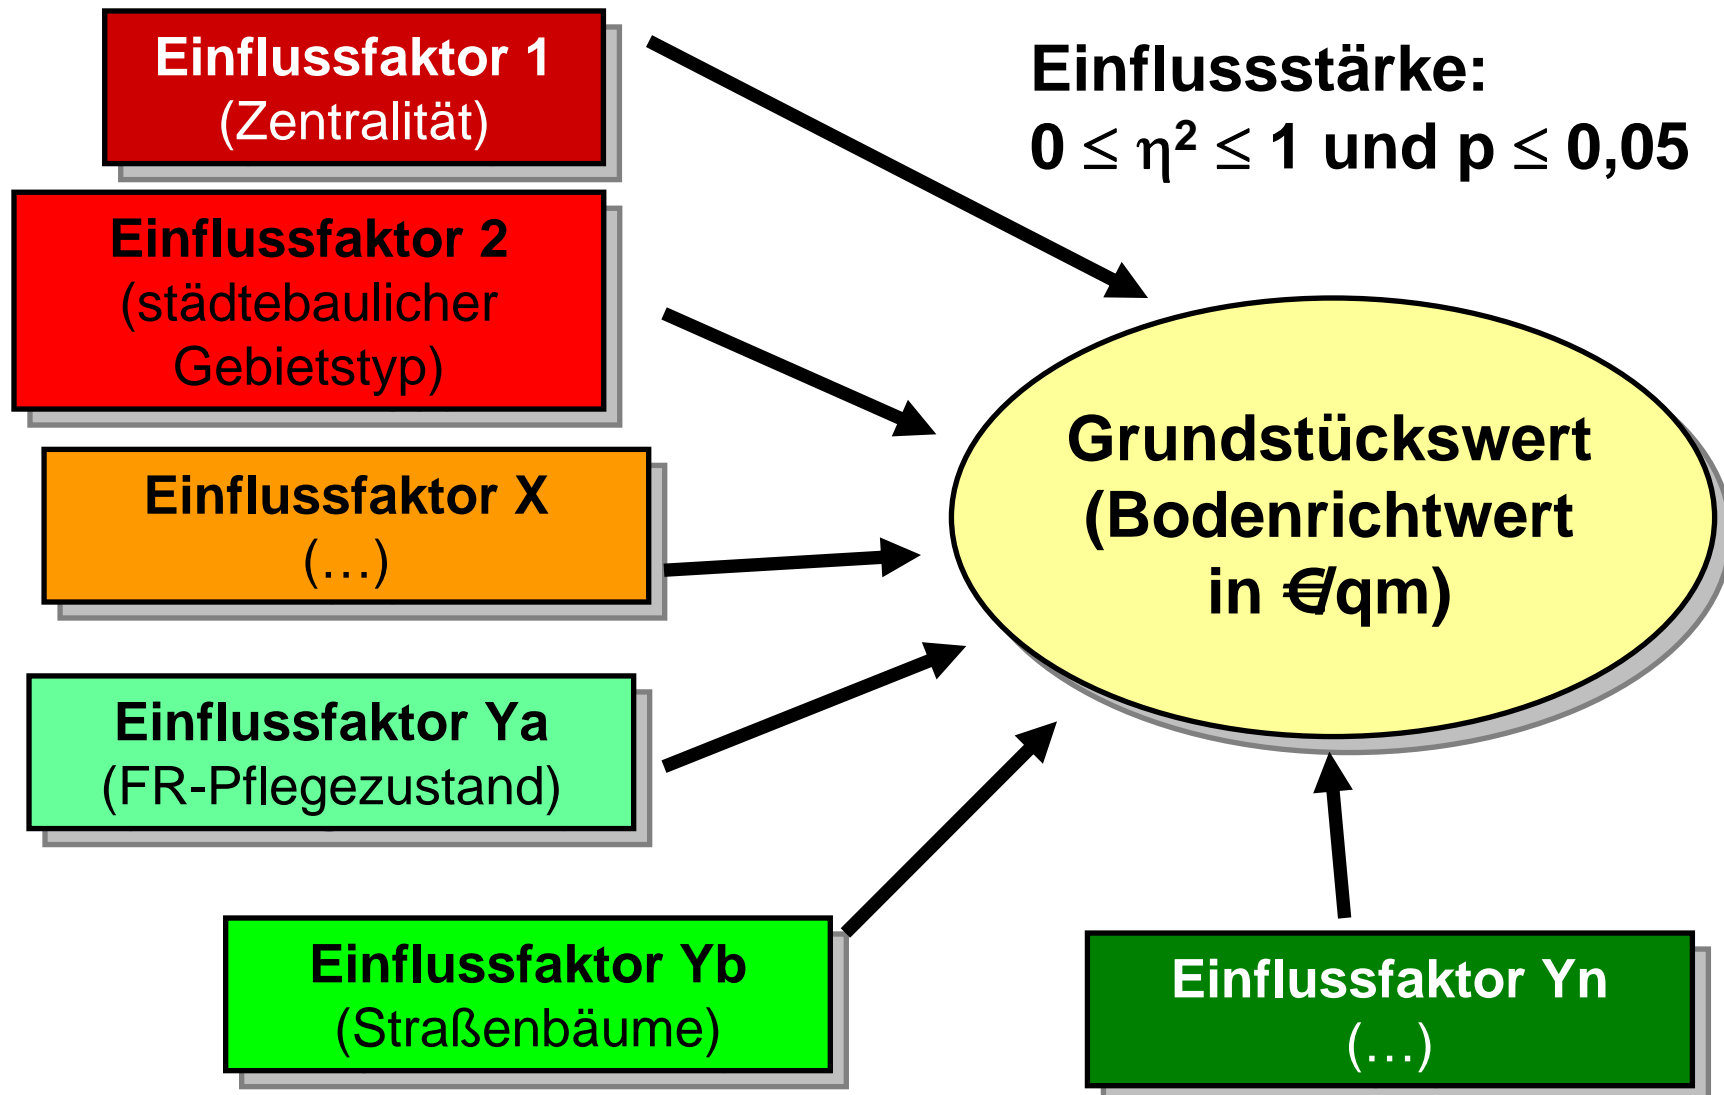 Einflussfaktor 1
(Zentralität)
Einflussstärke:
0 ≤ η² ≤ 1 und p ≤ 0,05
Einflussfaktor 2
(städtebaulicher
Gebietstyp)
Einflussfaktor X
(…)
Grundstückswert
(Bodenrichtwert
in €/qm)
Einflussfaktor Ya
(FR-Pflegezustand)
Einflussfaktor Yb
(Straßenbäume)
Einflussfaktor Yn
(…)